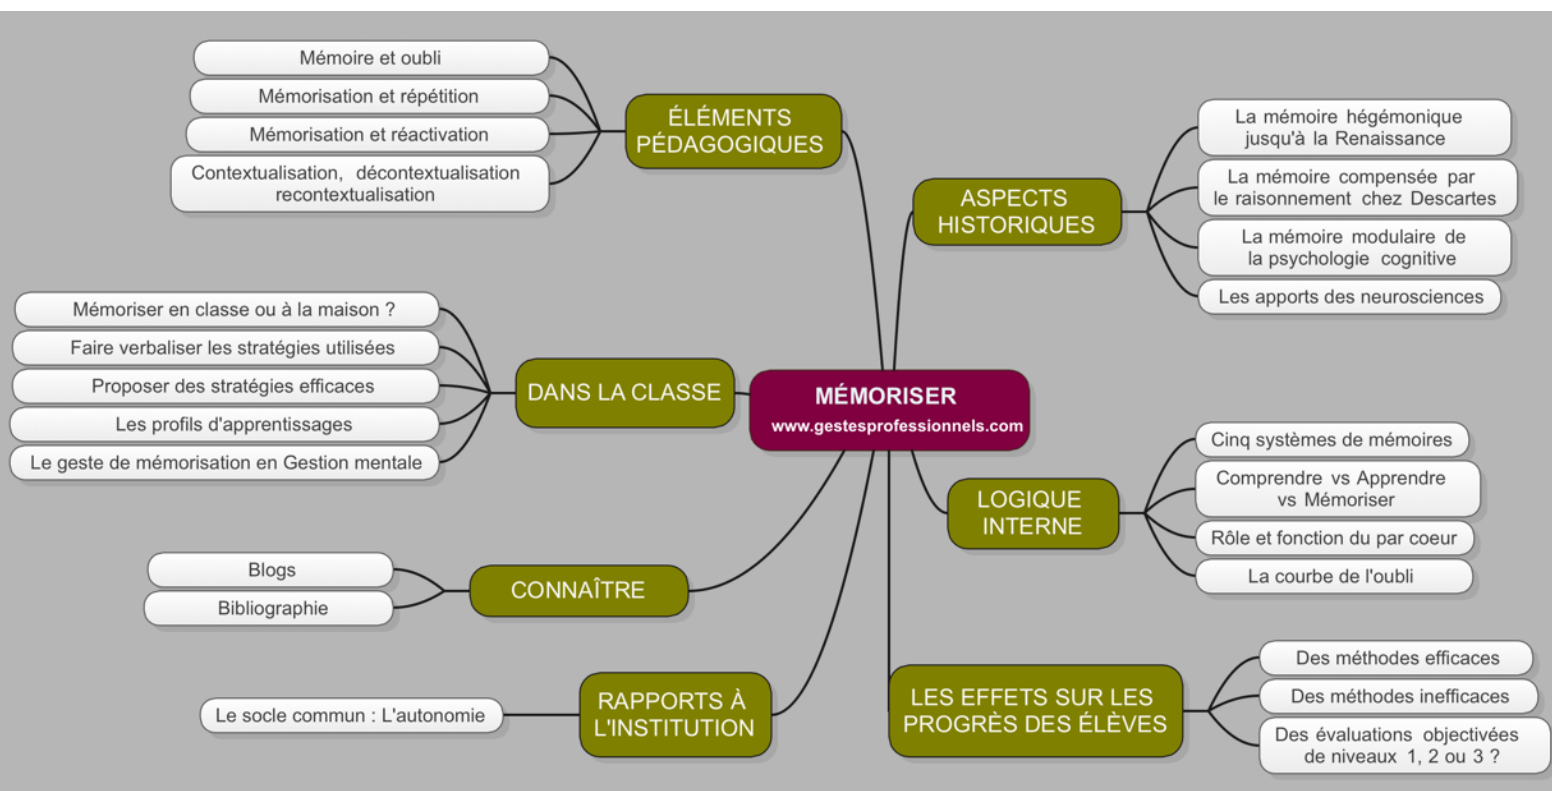 MÉMORISER
www.gestesprofessionnels.com
ASPECTS
HISTORIQUES
La mémoire hégémonique
jusqu'à la Renaissance
La mémoire compensée par
le raisonnement chez Descartes
La mémoire modulaire de
la psychologie cognitive
Les apports des neurosciences
LOGIQUE
INTERNE
Cinq systèmes de mémoires
Comprendre vs Apprendre
vs Mémoriser
Rôle et fonction du par coeur
La courbe de l'oubli
LES EFFETS SUR LES
PROGRÈS DES ÉLÈVES
Des méthodes efficaces
Des méthodes inefficaces
Des évaluations objectivées
de niveaux 1, 2 ou 3 ?
RAPPORTS À
L'INSTITUTION
Le socle commun : L'autonomie
CONNAÎTRE
Blogs
Bibliographie
DANS LA CLASSE
Mémoriser en classe ou à la maison ?
Faire verbaliser les stratégies utilisées
Proposer des stratégies efficaces
Les profils d'apprentissages
Le geste de mémorisation en Gestion mentale
ÉLÉMENTS
PÉDAGOGIQUES
Mémoire et oubli
Mémorisation et répétition
Mémorisation et réactivation
Contextualisation, décontextualisation
recontextualisation